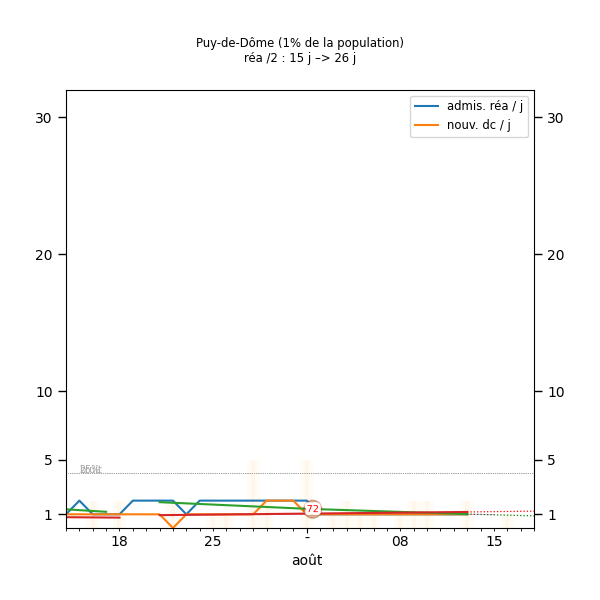 Puy-de-Dôme (1% de la population)
réa /2 : 15 j –> 26 j
admis. réa / j
nouv. dc / j
30 30
20 20
10 10
5 5
1 1
72
18 25 - 08 15
août